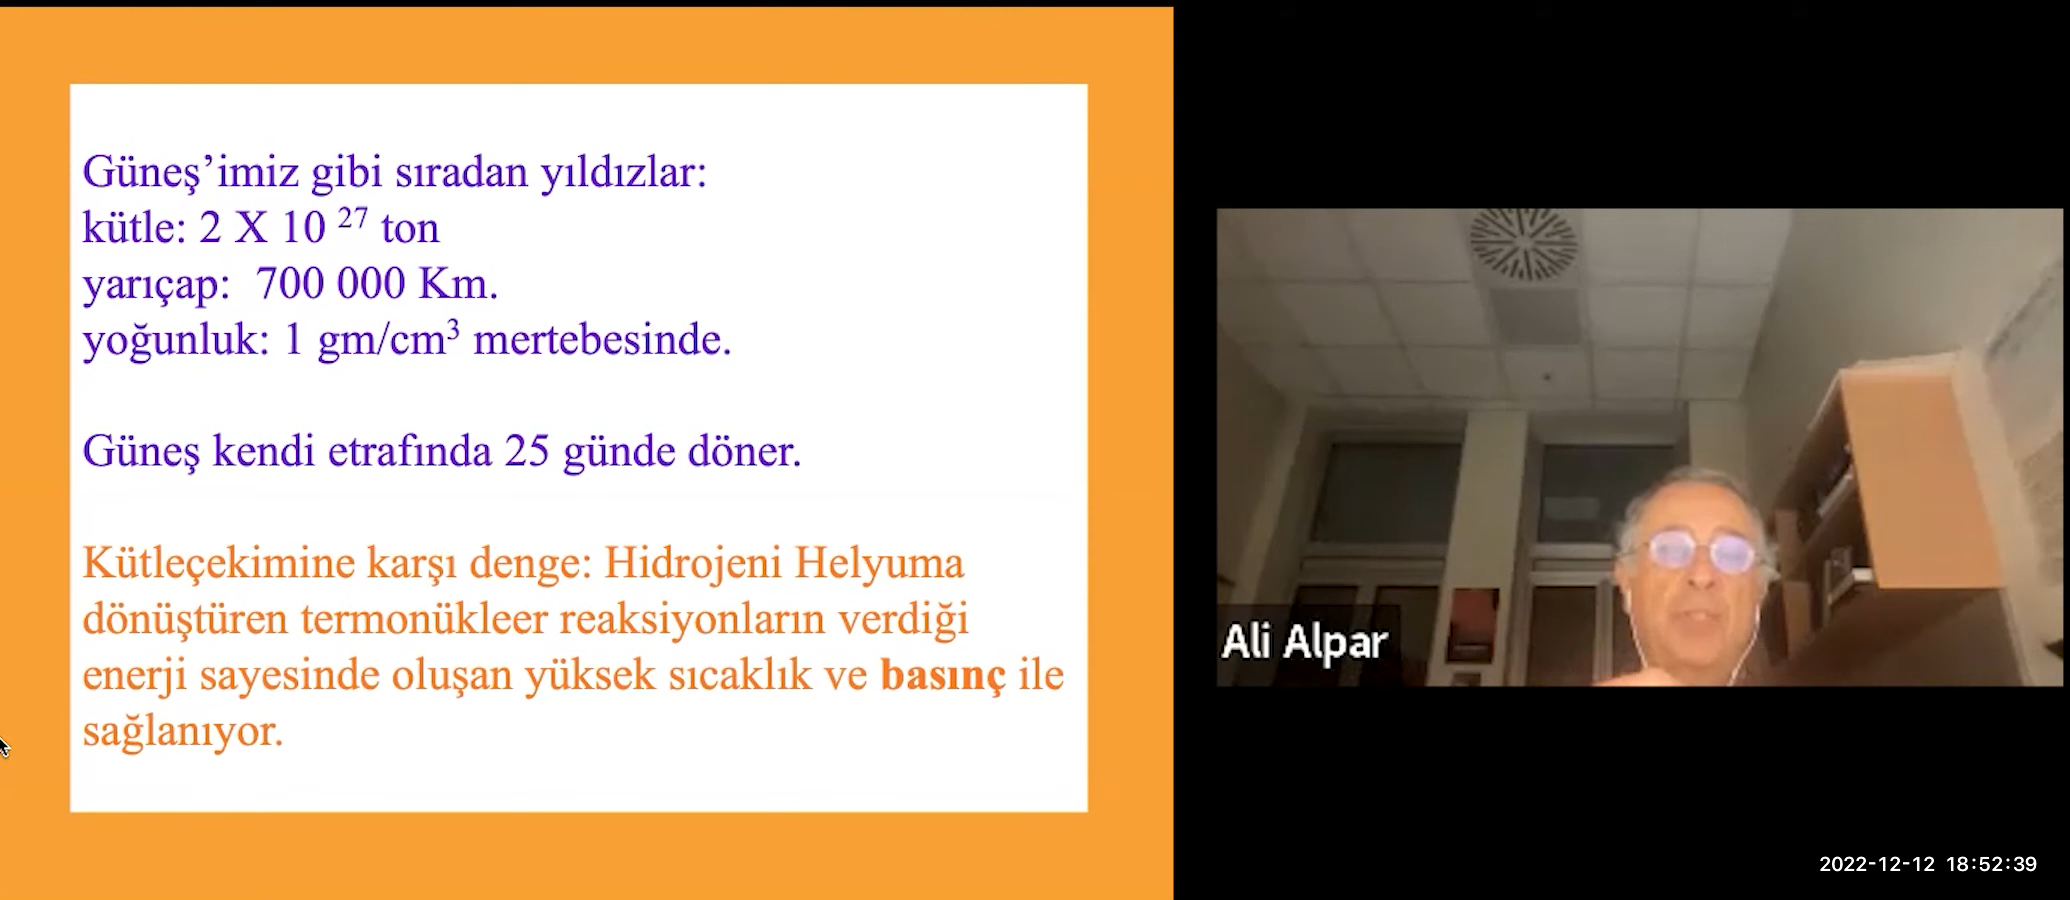 Güneş’imiz gibi sıradan yıldızlar:
kütle: 2 X 10 ²⁷ ton
yarıçap:  700 000 Km.
yoğunluk: 1 gm/cm³ mertebesinde.
Güneş kendi etrafında 25 günde döner.
Kütleçekimine karşı denge: Hidrojeni Helyuma
dönüştüren termonükleer reaksiyonların verdiği
enerji sayesinde oluşan yüksek sıcaklık ve basınç ile
sağlanıyor.
Ali Alpar
2022-12-12 18:52:39